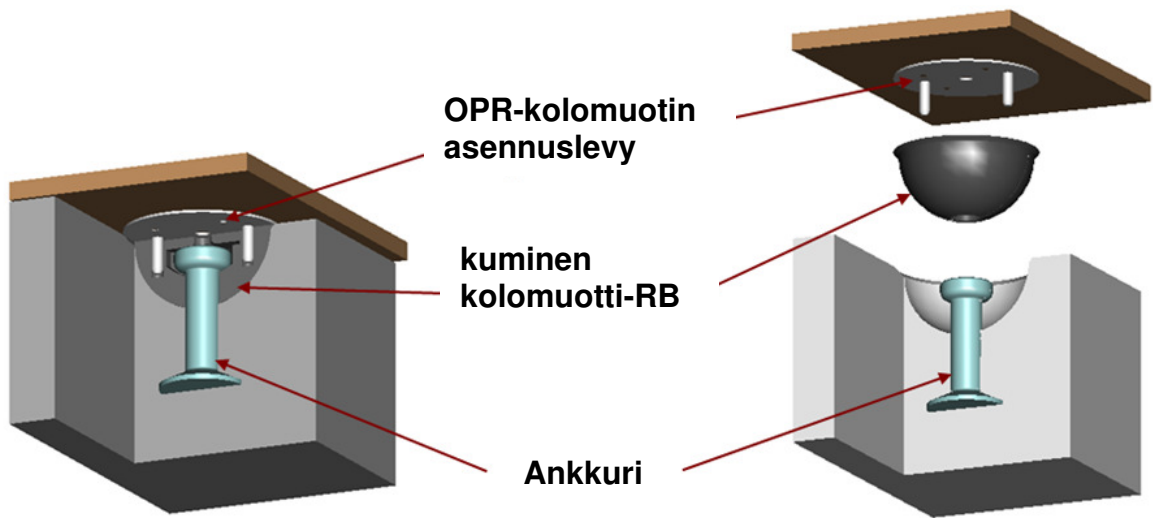 OPR-kolomuotin
asennuslevy
kuminen
kolomuotti-RB
Ankkuri